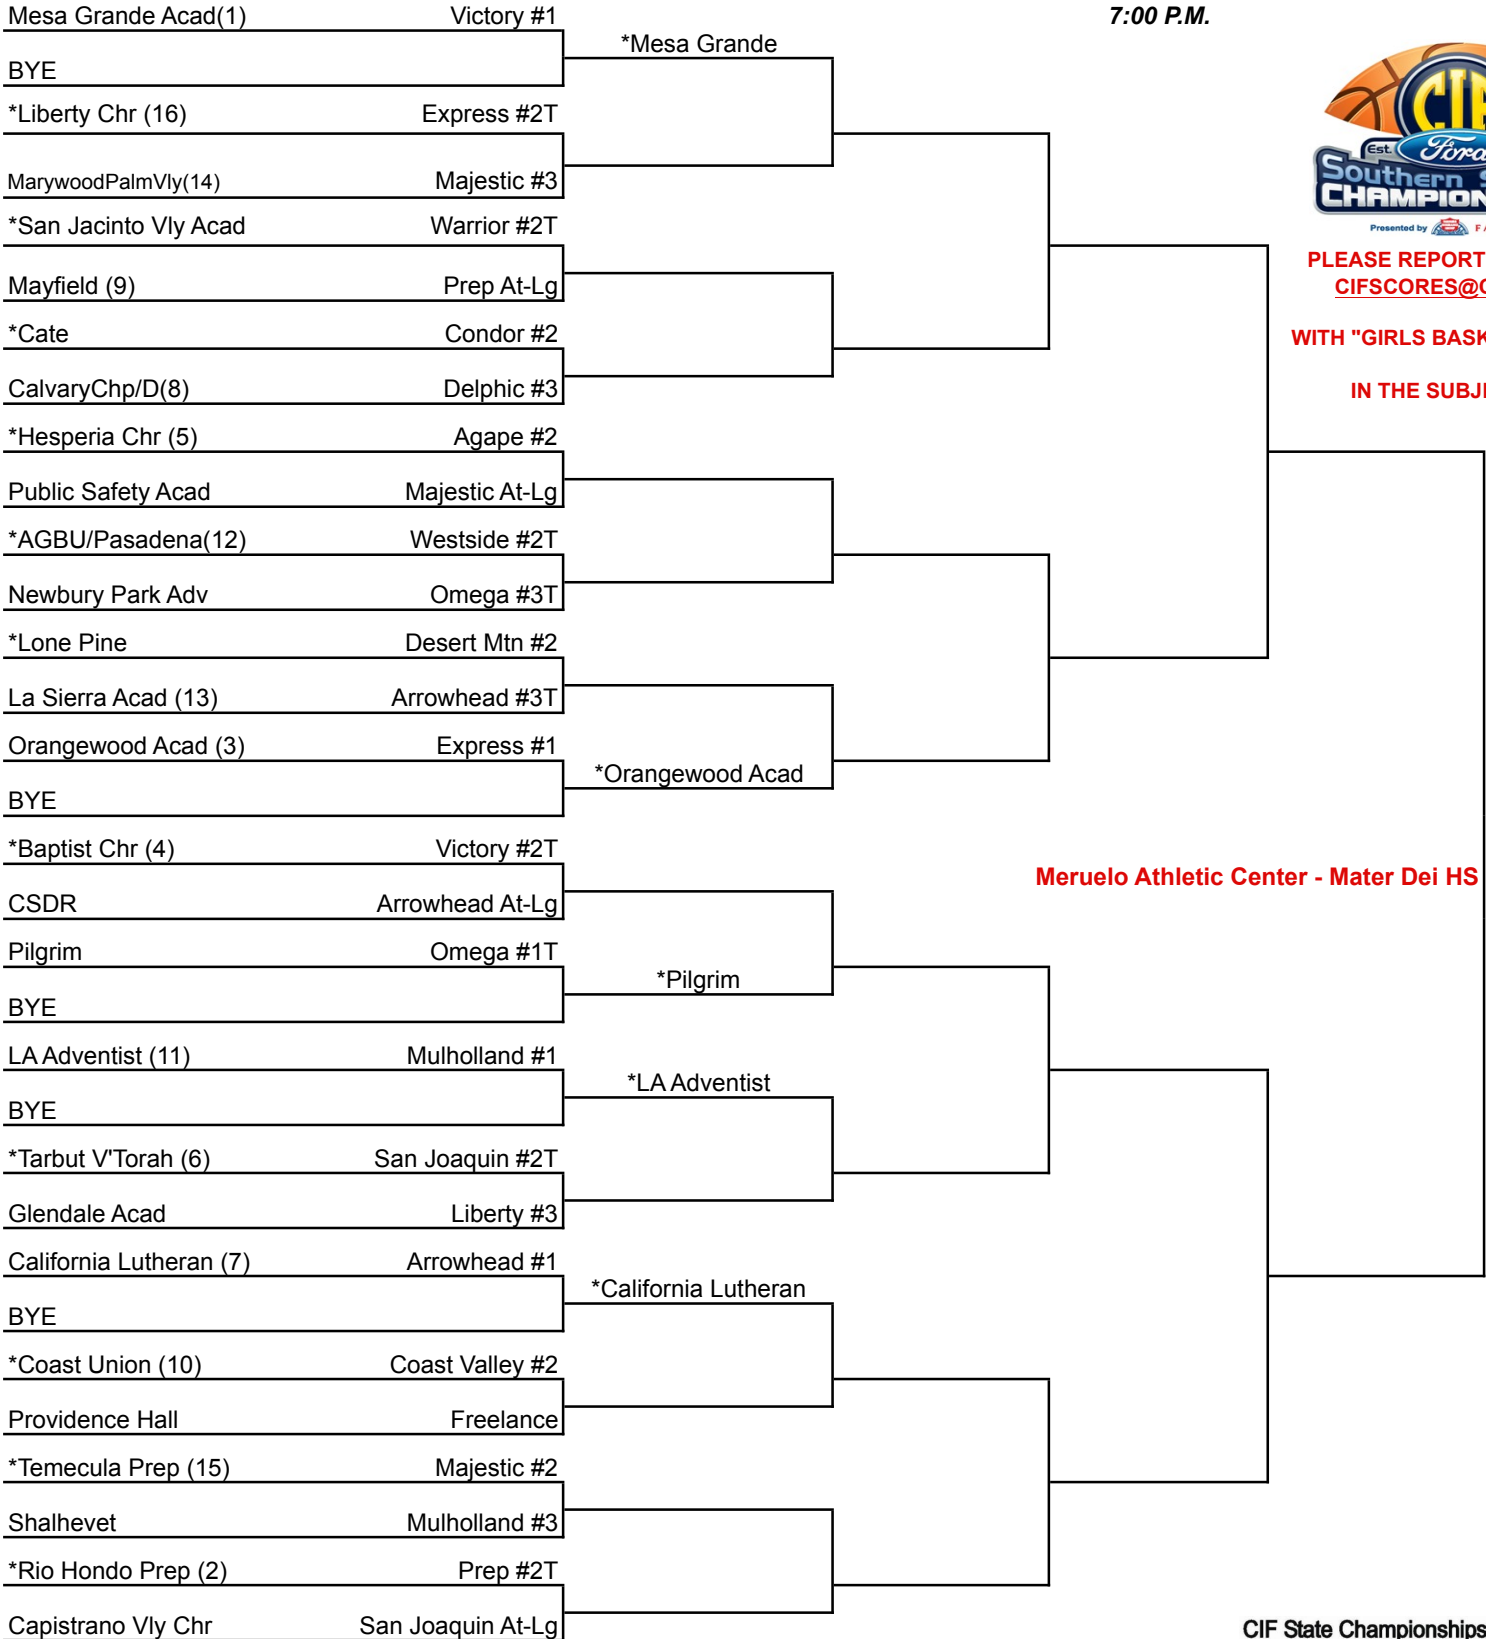 Mesa Grande Acad(1) Victory #1
7:00 P.M.
*Mesa Grande
BYE
*Liberty Chr (16) Express #2T
MarywoodPalmVly(14) Majestic #3
*San Jacinto Vly Acad Warrior #2T
Mayfield (9) Prep At-Lg
*Cate Condor #2
CalvaryChp/D(8) Delphic #3
*Hesperia Chr (5) Agape #2
Public Safety Acad Majestic At-Lg
*AGBU/Pasadena(12) Westside #2T
Newbury Park Adv Omega #3T
*Lone Pine Desert Mtn #2
La Sierra Acad (13) Arrowhead #3T
Orangewood Acad (3) Express #1
*Orangewood Acad
BYE
*Baptist Chr (4) Victory #2T
CSDR Arrowhead At-Lg
Pilgrim Omega #1T
*Pilgrim
BYE
LA Adventist (11) Mulholland #1
*LA Adventist
BYE
*Tarbut V'Torah (6) San Joaquin #2T
Glendale Acad Liberty #3
California Lutheran (7) Arrowhead #1
*California Lutheran
BYE
*Coast Union (10) Coast Valley #2
Providence Hall Freelance
*Temecula Prep (15) Majestic #2
Shalhevet Mulholland #3
*Rio Hondo Prep (2) Prep #2T
Capistrano Vly Chr San Joaquin At-Lg
Est.
Southern
Presented by
PLEASE REPORT
CIFSCORES@
WITH "GIRLS BASK
IN THE SUBJ
Meruelo Athletic Center - Mater Dei HS
CIF State Championships